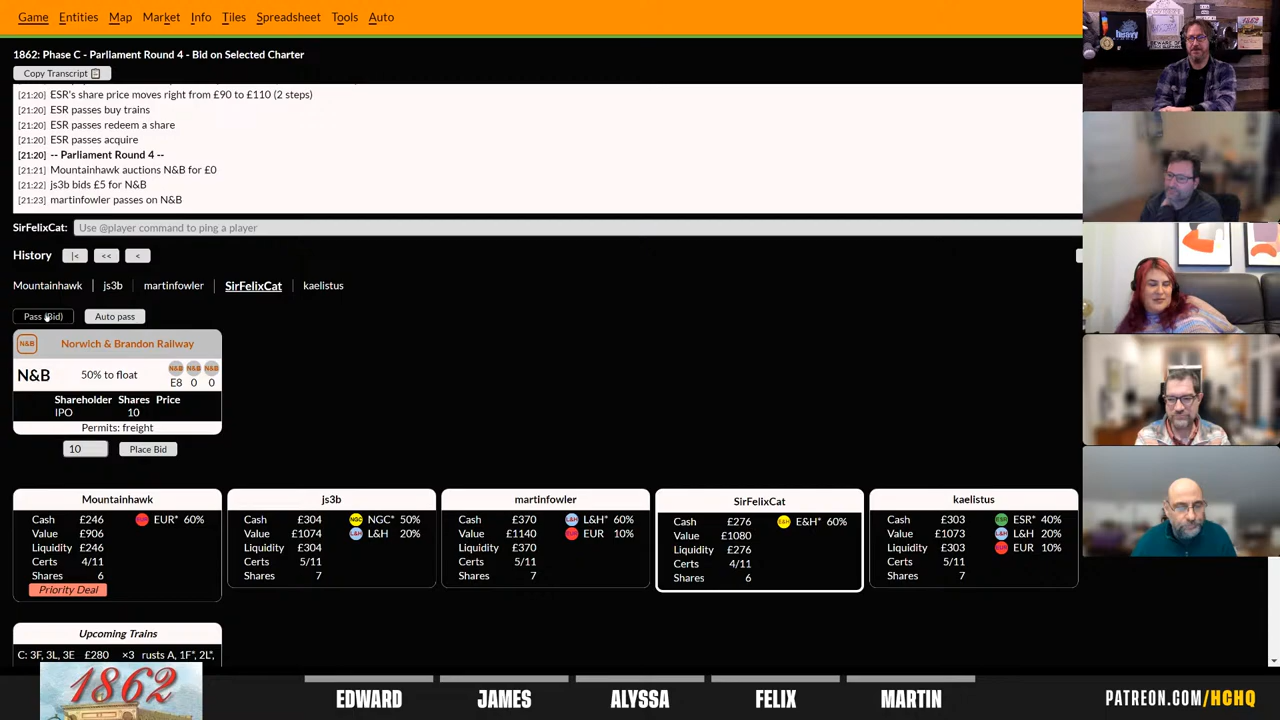 Game Entities Map Market Info Tiles Spreadsheet Tools Auto
1862: Phase C - Parliament Round 4 - Bid on Selected Charter
Copy Transcript
[21:20] ESR's share price moves right from £90 to £110 (2 steps)
[21:20] ESR passes buy trains
[21:20] ESR passes redeem a share
[21:20] ESR passes acquire
[21:20] -- Parliament Round 4 --
[21:21] Mountainhawk auctions N&B for £0
[21:22] js3b bids £5 for N&B
[21:23] martinfowler passes on N&B
SirFelixCat: Use @player command to ping a player
History |< << <
Mountainhawk js3b martinfowler SirFelixCat kaelistus
Pass (Bid) Auto pass
N&B Norwich & Brandon Railway
N&B 50% to float N&B N&B N&B
E8 0 0
Shareholder Shares Price
IPO 10
Permits: freight
10 Place Bid
Mountainhawk
Cash £246 EUR* 60%
Value £906
Liquidity £246
Certs 4/11
Shares 6
Priority Deal
js3b
Cash £304 NGC* 50%
Value £1074 L&H L&H 20%
Liquidity £304
Certs 5/11
Shares 7
martinfowler
Cash £370 L&H L&H* 60%
Value £1140 EUR 10%
Liquidity £370
Certs 5/11
Shares 7
SirFelixCat
Cash £276 E&H E&H* 60%
Value £1080
Liquidity £276
Certs 4/11
Shares 6
kaelistus
Cash £303 ESR ESR* 40%
Value £1073 L&H L&H 20%
Liquidity £303 EUR 10%
Certs 5/11
Shares 7
Upcoming Trains
C: 3F, 3L, 3E £280 ×3 rusts A, 1F*, 2L*,
1862
EDWARD JAMES ALYSSA FELIX MARTIN
PATREON.COM/HCHQ
1862